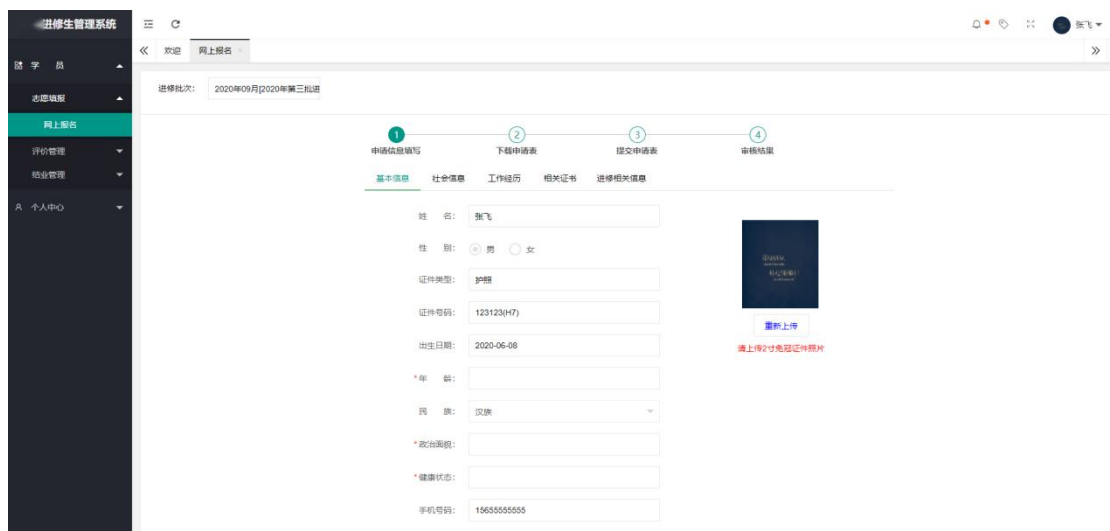 进修生管理系统
张飞
欢迎
网上报名
学 员
志愿填报
网上报名
评价管理
结业管理
个人中心
进修批次： 2020年09月|2020年第三批进
1 2 3 4
申请信息填写 下载申请表 提交申请表 审核结果
基本信息 社会信息 工作经历 相关证书 进修相关信息
姓 名： 张飞
性 别： 男 女
证件类型： 护照
证件号码： 123123(H7)
出生日期： 2020-06-08
*年 龄：
民 族： 汉族
*政治面貌：
*健康状态：
手机号码： 15655555555
重新上传
请上传2寸免冠证件照片